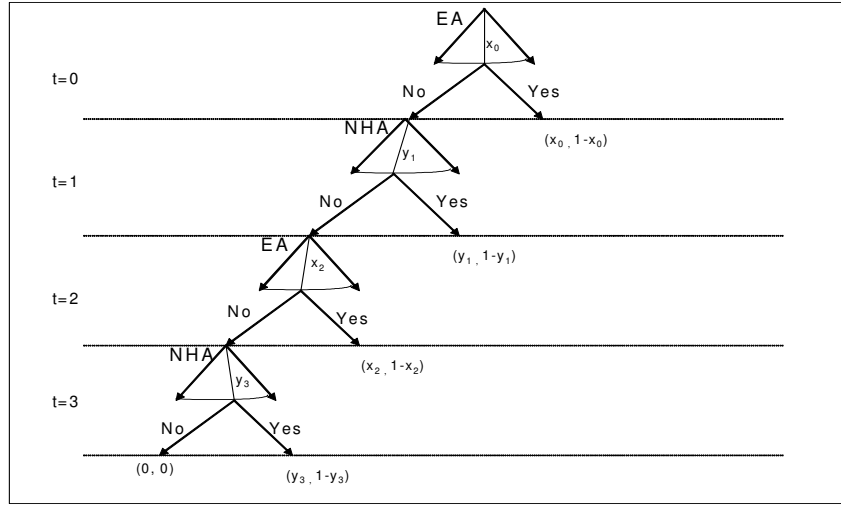 EA
x0
t=0
No Yes
NHA (x0 , 1-x0)
y1
t=1
No Yes
EA (y1 , 1-y1)
x2
t=2
No Yes
NHA (x2 , 1-x2)
y3
t=3
No Yes
(0, 0) (y3 , 1-y3)